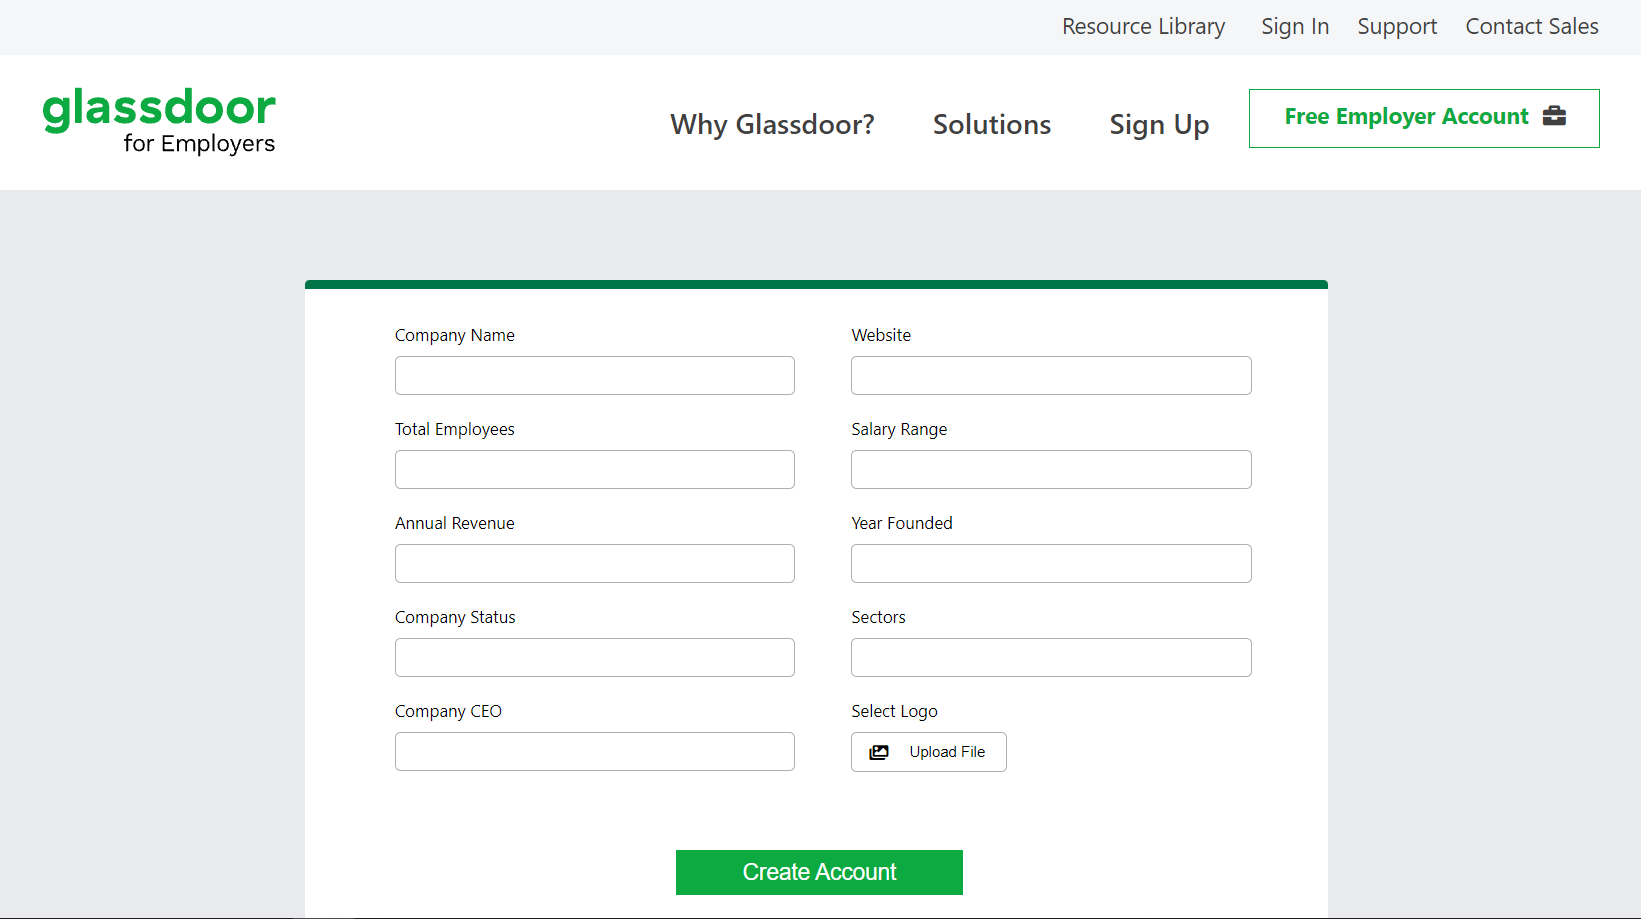 Resource Library Sign In Support Contact Sales
glassdoor
for Employers
Why Glassdoor? Solutions Sign Up Free Employer Account
Company Name Website
Total Employees Salary Range
Annual Revenue Year Founded
Company Status Sectors
Company CEO Select Logo
Upload File
Create Account